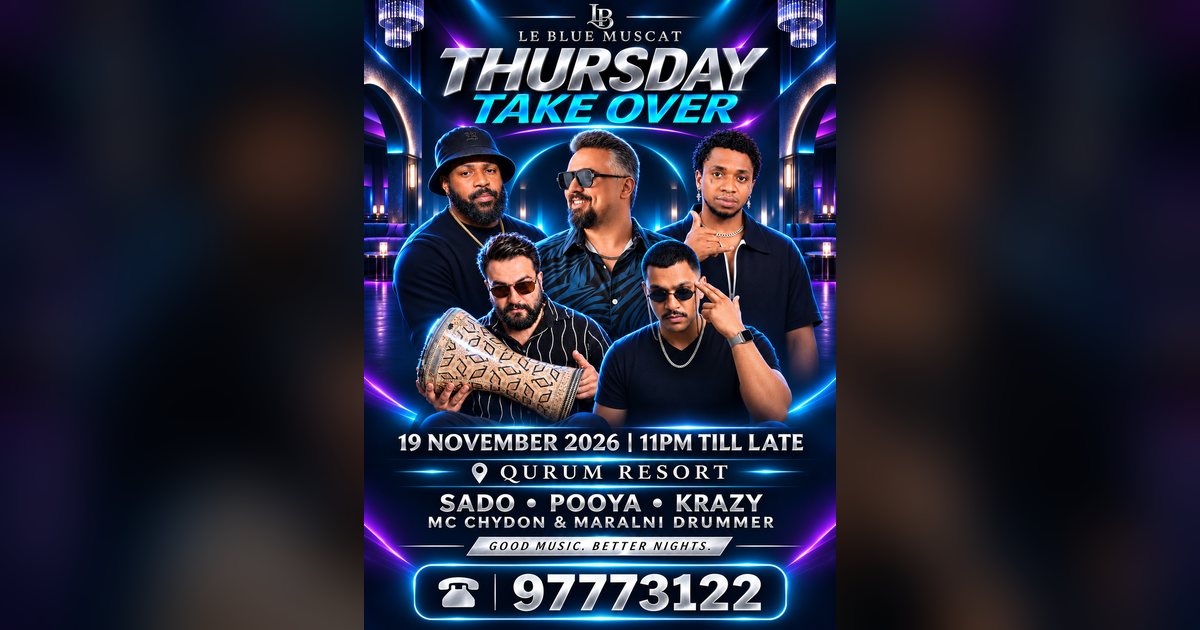 LB
LE BLUE MUSCAT
THURSDAY
TAKE OVER
19 NOVEMBER 2026 | 11PM TILL LATE
QURUM RESORT
SADO • POOYA • KRAZY
MC CHYDON & MARALNI DRUMMER
GOOD MUSIC. BETTER NIGHTS.
97773122